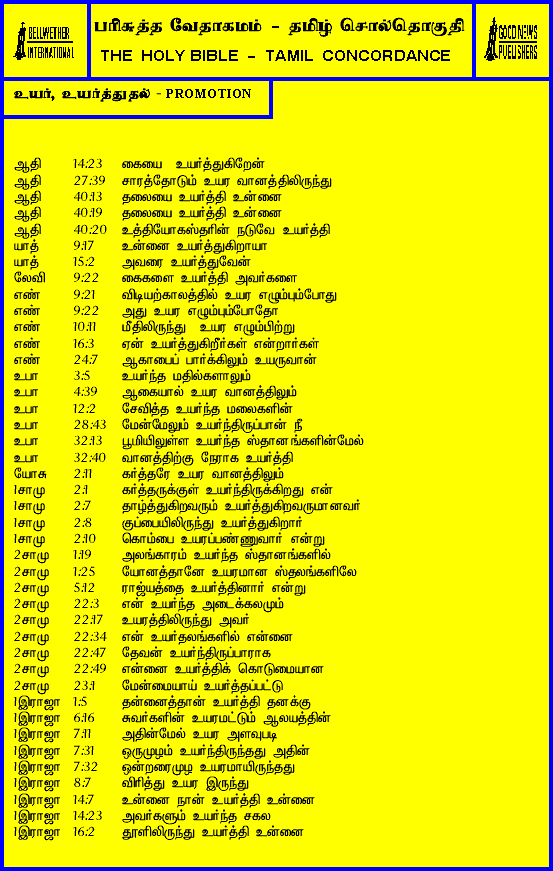 BELLWETHER INTERNATIONAL
பரிசுத்த வேதாகமம் - தமிழ் சொல்தொகுதி
THE HOLY BIBLE - TAMIL CONCORDANCE
GOOD NEWS PUBLISHERS
உயர், உயர்த்துதல் - PROMOTION
ஆதி 14:23 கையை உயர்த்துகிறேன்
ஆதி 27:39 சாரத்தோடும் உயர வானத்திலிருந்து
ஆதி 40:13 தலையை உயர்த்தி உன்னை
ஆதி 40:19 தலையை உயர்த்தி உன்னை
ஆதி 40:20 உத்தியோகஸ்தரின் நடுவே உயர்த்தி
யாத் 9:17 உன்னை உயர்த்துகிறாயா
யாத் 15:2 அவரை உயர்த்துவேன்
லேவி 9:22 கைகளை உயர்த்தி அவர்களை
எண் 9:21 விடியற்காலத்தில் உயர எழும்பும்போது
எண் 9:22 அது உயர எழும்பும்போதோ
எண் 10:11 மீதிலிருந்து உயர எழும்பிற்று
எண் 16:3 ஏன் உயர்த்துகிறீர்கள் என்றார்கள்
எண் 24:7 ஆகாபைப் பார்க்கிலும் உயருவான்
உபா 3:5 உயர்ந்த மதில்களாலும்
உபா 4:39 ஆகையால் உயர வானத்திலும்
உபா 12:2 சேவித்த உயர்ந்த மலைகளின்
உபா 28:43 மேன்மேலும் உயர்ந்திருப்பான் நீ
உபா 32:13 பூமியிலுள்ள உயர்ந்த ஸ்தானங்களின்மேல்
உபா 32:40 வானத்திற்கு நேராக உயர்த்தி
யோசு 2:11 கர்த்தரே உயர வானத்திலும்
1சாமு 2:1 கர்த்தருக்குள் உயர்ந்திருக்கிறது என்
1சாமு 2:7 தாழ்த்துகிறவரும் உயர்த்துகிறவருமானவர்
1சாமு 2:8 குப்பையிலிருந்து உயர்த்துகிறார்
1சாமு 2:10 கொம்பை உயரப்பண்ணுவார் என்று
2சாமு 1:19 அலங்காரம் உயர்ந்த ஸ்தானங்களில்
2சாமு 1:25 யோனத்தானே உயரமான ஸ்தலங்களிலே
2சாமு 5:12 ராஜ்யத்தை உயர்த்தினார் என்று
2சாமு 22:3 என் உயர்ந்த அடைக்கலமும்
2சாமு 22:17 உயரத்திலிருந்து அவர்
2சாமு 22:34 என் உயர்தலங்களில் என்னை
2சாமு 22:47 தேவன் உயர்ந்திருப்பாராக
2சாமு 22:49 என்னை உயர்த்திக் கொடுமையான
2சாமு 23:1 மேன்மையாய் உயர்த்தப்பட்டு
1இராஜா 1:5 தன்னைத்தான் உயர்த்தி தனக்கு
1இராஜா 6:16 சுவர்களின் உயரமட்டும் ஆலயத்தின்
1இராஜா 7:11 அதின்மேல் உயர அளவுபடி
1இராஜா 7:31 ஒருமுழம் உயர்ந்திருந்தது அதின்
1இராஜா 7:32 ஒன்றரைமுழ உயரமாயிருந்தது
1இராஜா 8:7 விரித்து உயர இருந்து
1இராஜா 14:7 உன்னை நான் உயர்த்தி உன்னை
1இராஜா 14:23 அவர்களும் உயர்ந்த சகல
1இராஜா 16:2 தூளிலிருந்து உயர்த்தி உன்னை